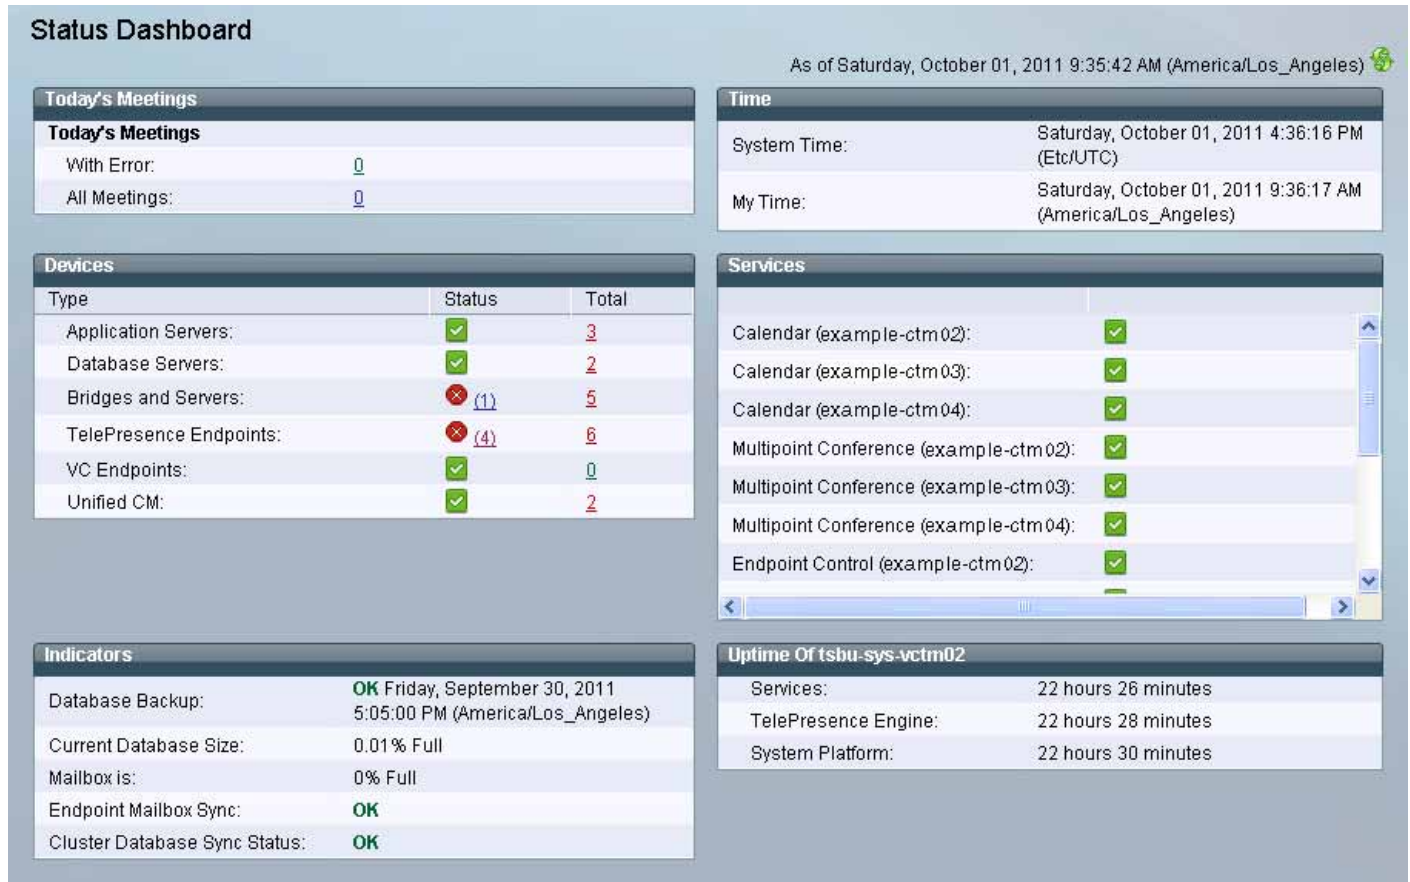 Status Dashboard
As of Saturday, October 01, 2011 9:35:42 AM (America/Los_Angeles)
Today's Meetings
Today's Meetings
With Error: 0
All Meetings: 0
Time
System Time: Saturday, October 01, 2011 4:36:16 PM
(Etc/UTC)
My Time: Saturday, October 01, 2011 9:36:17 AM
(America/Los_Angeles)
Devices
Type Status Total
Application Servers: 3
Database Servers: 2
Bridges and Servers: (1) 5
TelePresence Endpoints: (4) 6
VC Endpoints: 0
Unified CM: 2
Services
Calendar (example-ctm02):
Calendar (example-ctm03):
Calendar (example-ctm04):
Multipoint Conference (example-ctm02):
Multipoint Conference (example-ctm03):
Multipoint Conference (example-ctm04):
Endpoint Control (example-ctm02):
Indicators
Database Backup: OK Friday, September 30, 2011
5:05:00 PM (America/Los_Angeles)
Current Database Size: 0.01% Full
Mailbox is: 0% Full
Endpoint Mailbox Sync: OK
Cluster Database Sync Status: OK
Uptime Of tsbu-sys-vctm02
Services: 22 hours 26 minutes
TelePresence Engine: 22 hours 28 minutes
System Platform: 22 hours 30 minutes